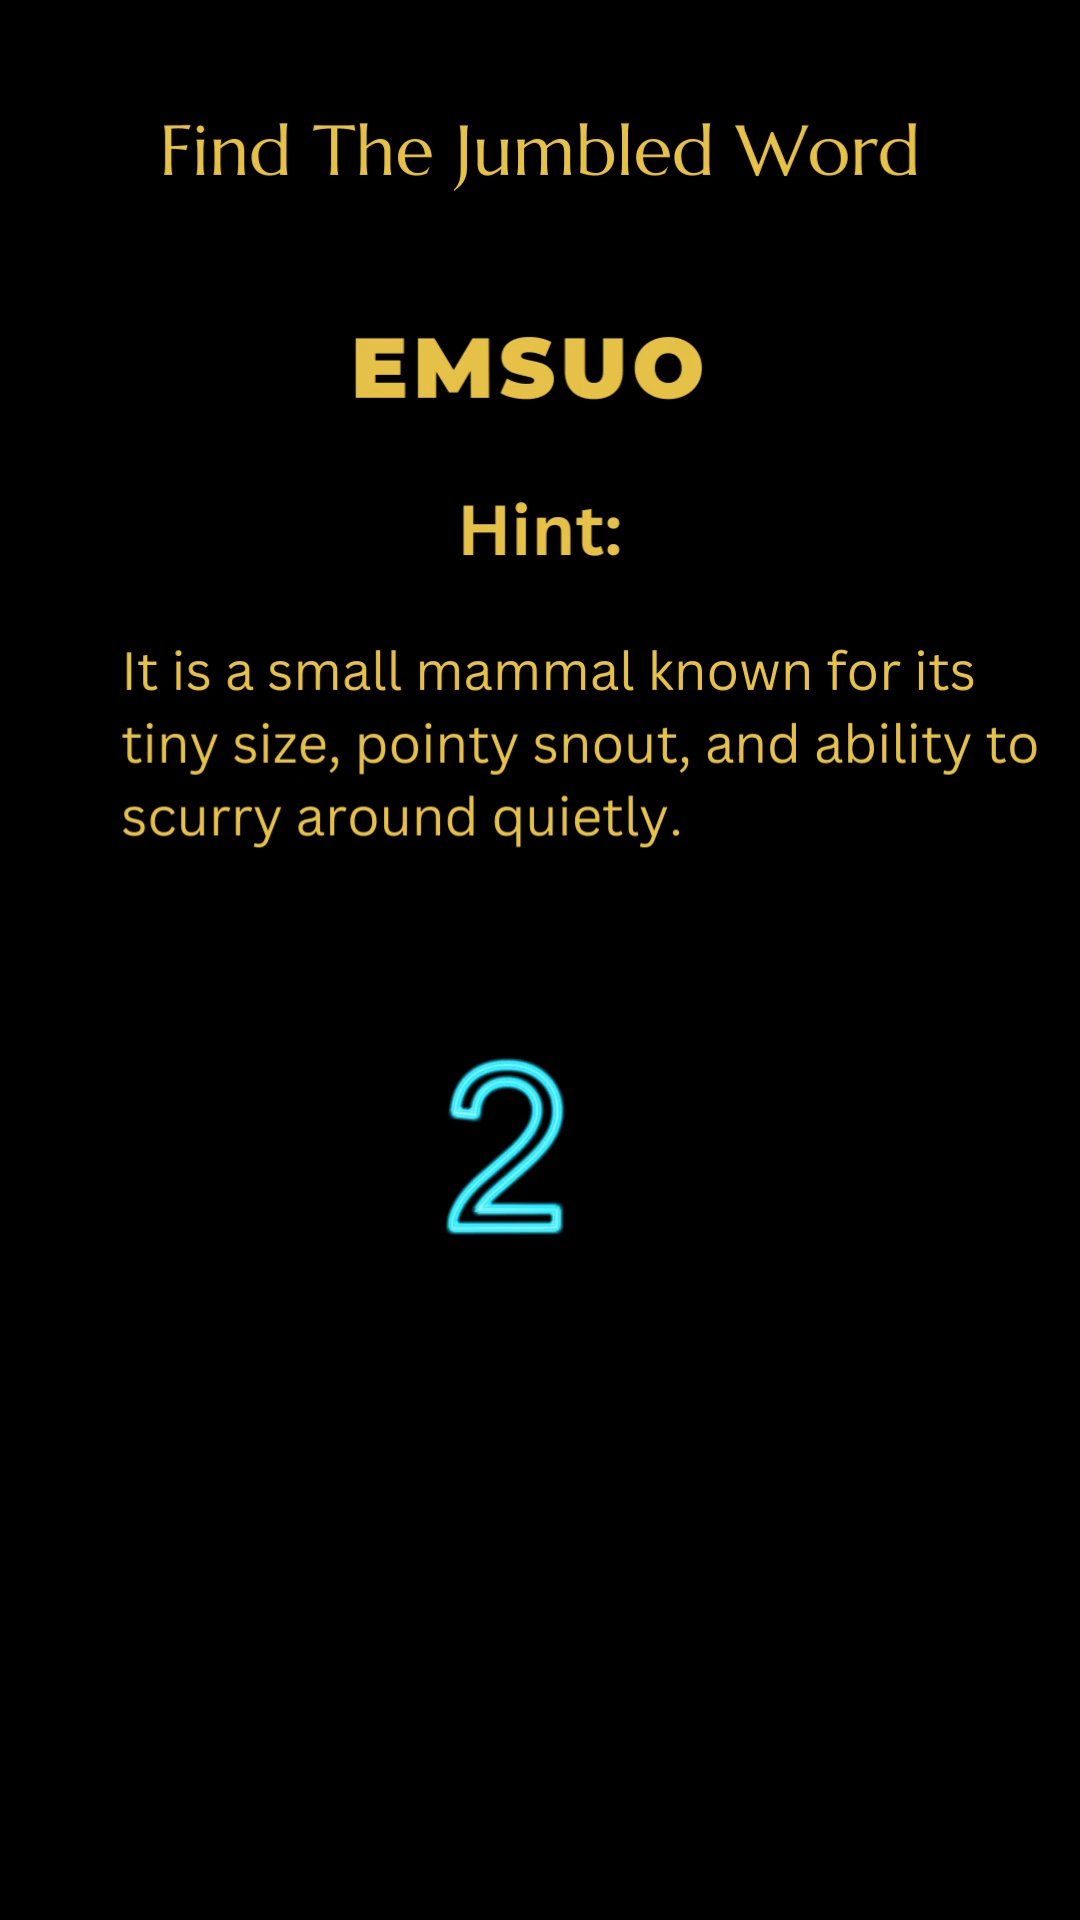 Find The Jumbled Word
EMSUO
Hint:
It is a small mammal known for its
tiny size, pointy snout, and ability to
scurry around quietly.
2